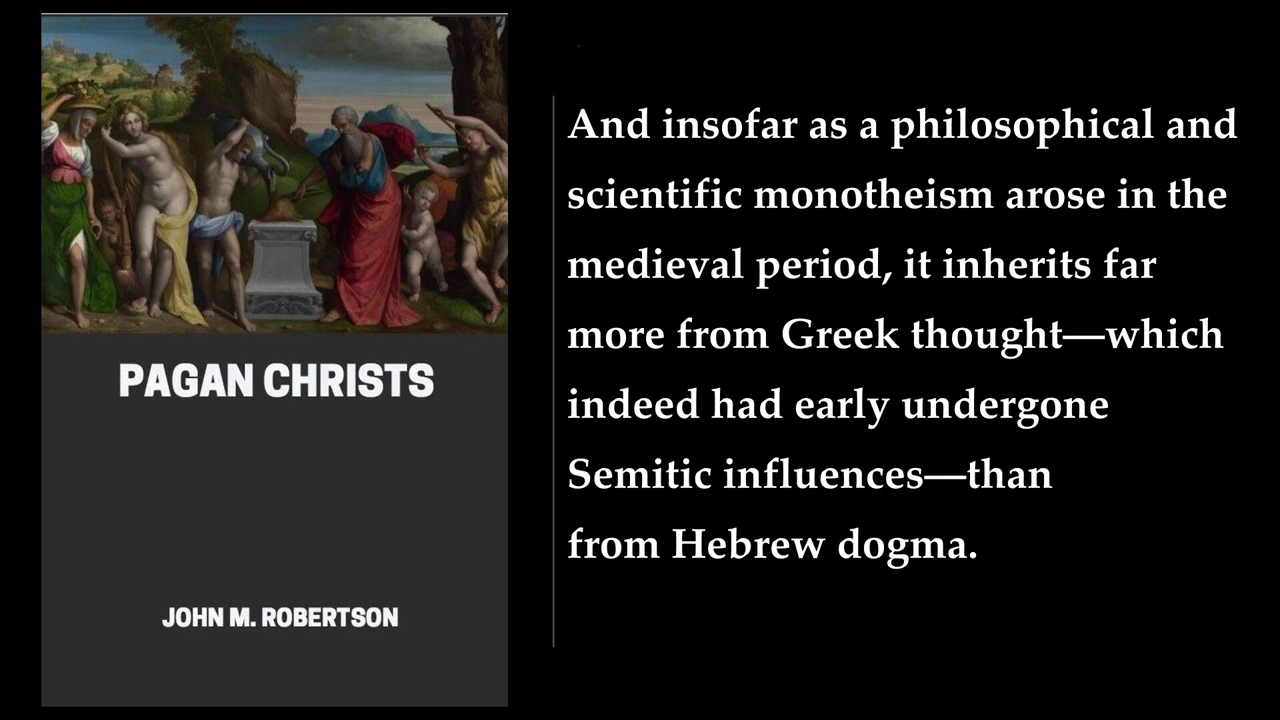 PAGAN CHRISTS
JOHN M. ROBERTSON
And insofar as a philosophical and
scientific monotheism arose in the
medieval period, it inherits far
more from Greek thought—which
indeed had early undergone
Semitic influences—than
from Hebrew dogma.